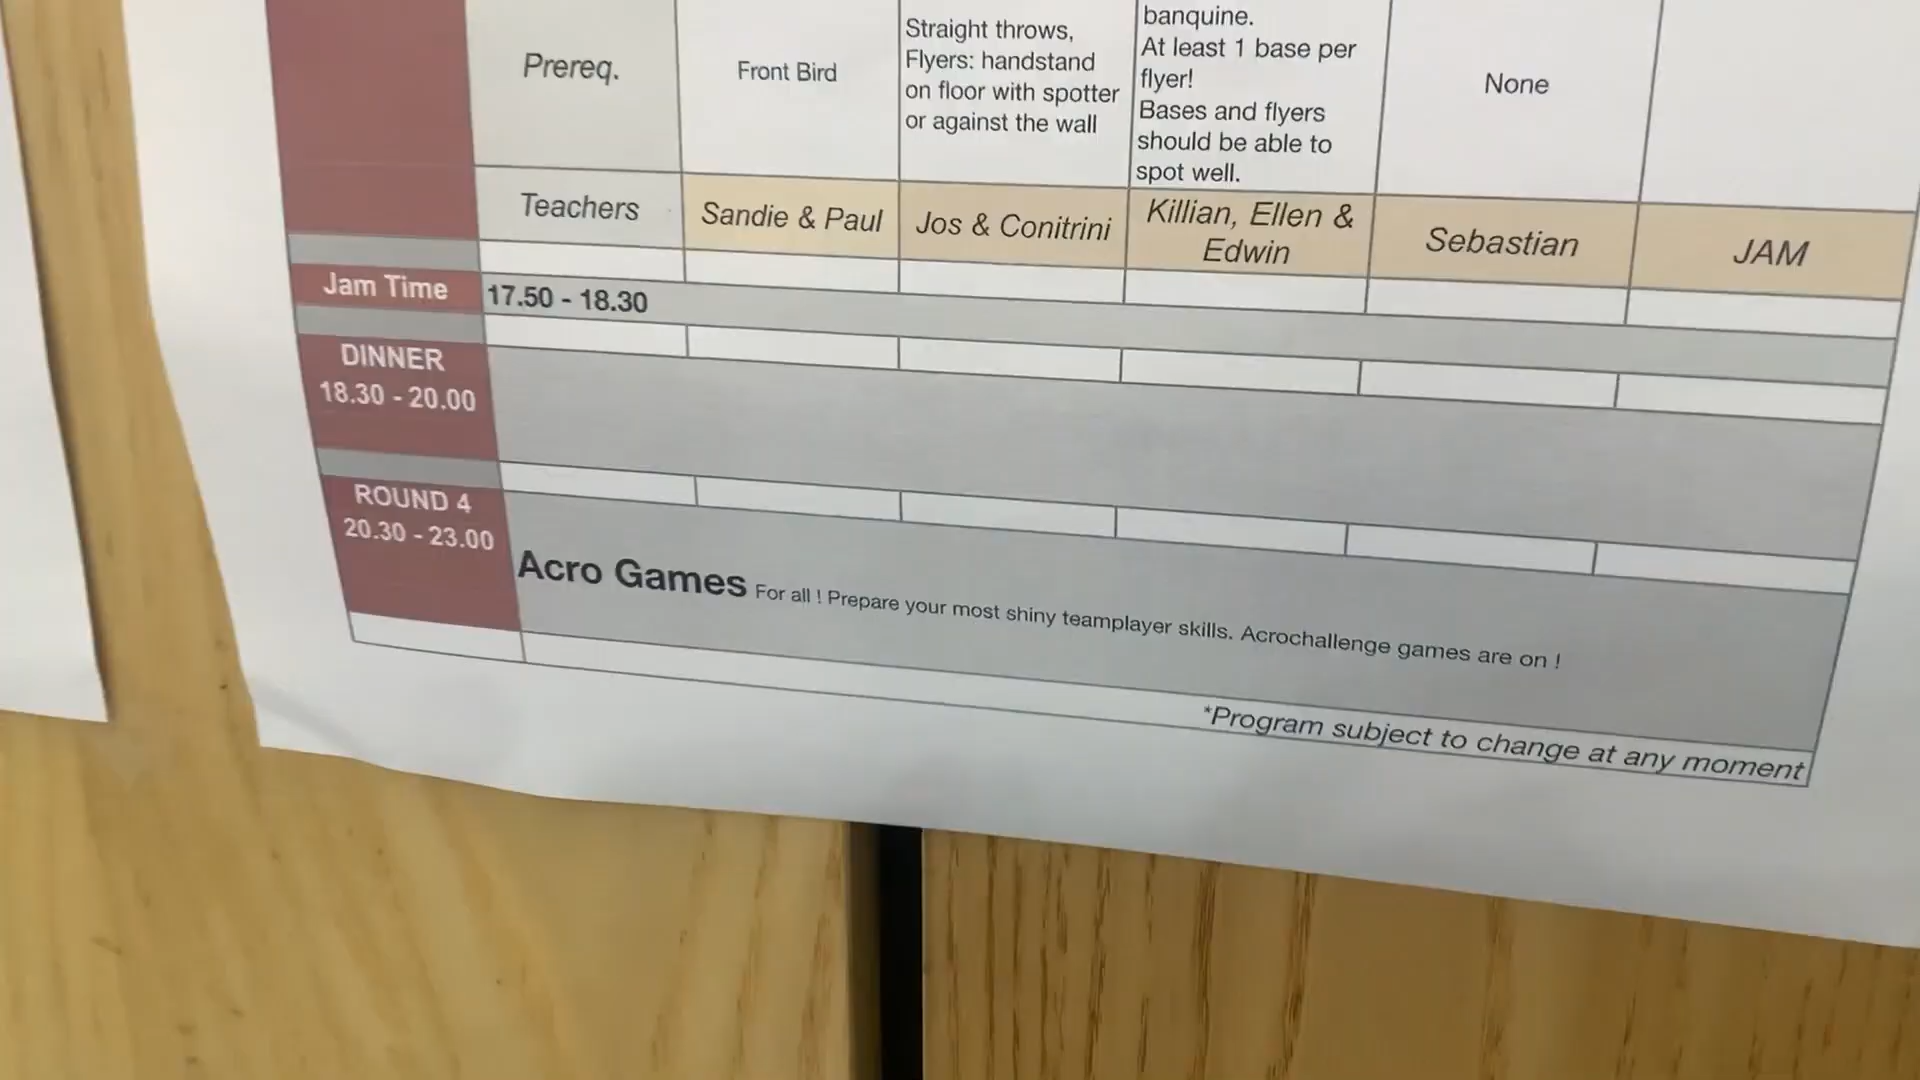 Prereq.
Front Bird
Straight throws,
Flyers: handstand
on floor with spotter
or against the wall
banquine.
At least 1 base per
flyer!
Bases and flyers
should be able to
spot well.
None
Teachers
Sandie & Paul
Jos & Conitrini
Killian, Ellen &
Edwin
Sebastian
JAM
Jam Time
17.50 - 18.30
DINNER
18.30 - 20.00
ROUND 4
20.30 - 23.00
Acro Games For all ! Prepare your most shiny teamplayer skills. Acrochallenge games are on !
*Program subject to change at any moment